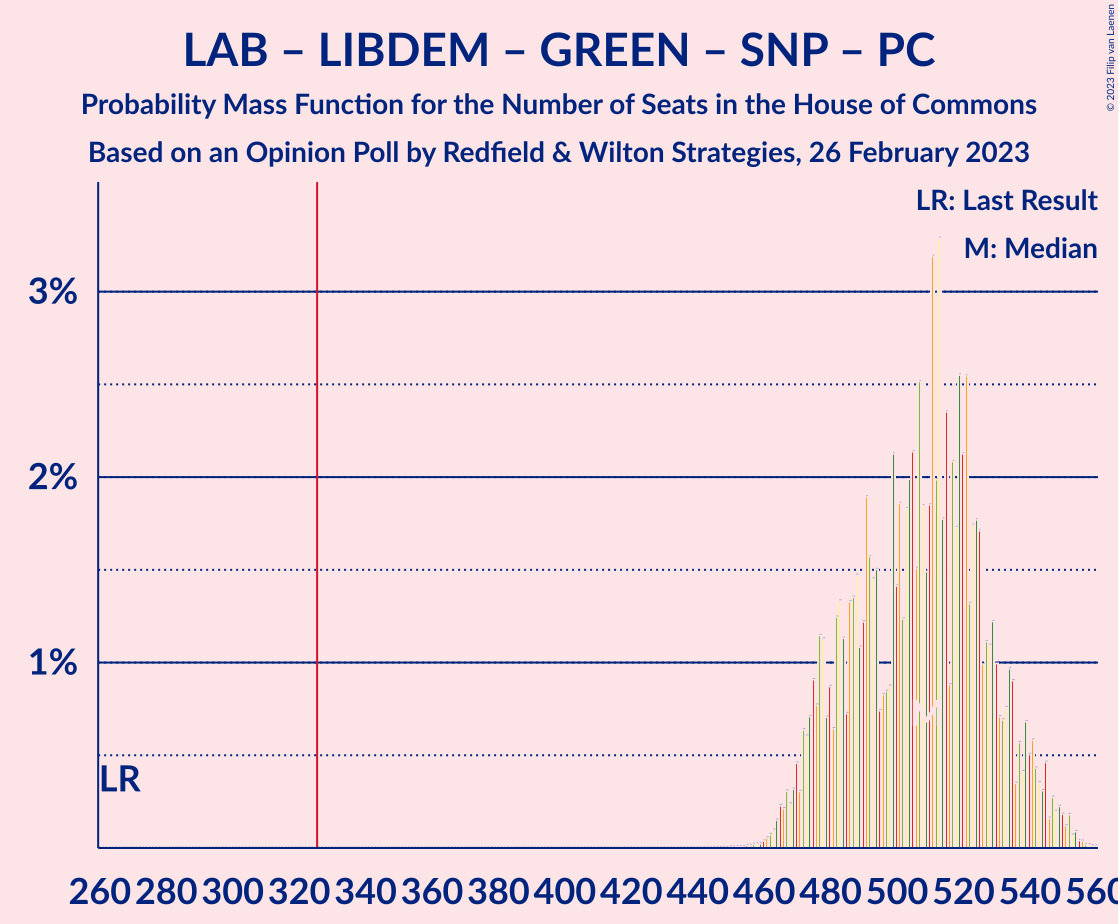 LAB – LIBDEM – GREEN – SNP – PC
Probability Mass Function for the Number of Seats in the House of Commons
Based on an Opinion Poll by Redfield & Wilton Strategies, 26 February 2023
© 2023 Filip van Laenen
LR: Last Result
M: Median
3%
2%
1%
LR
260 280 300 320 340 360 380 400 420 440 460 480 500 520 540 560